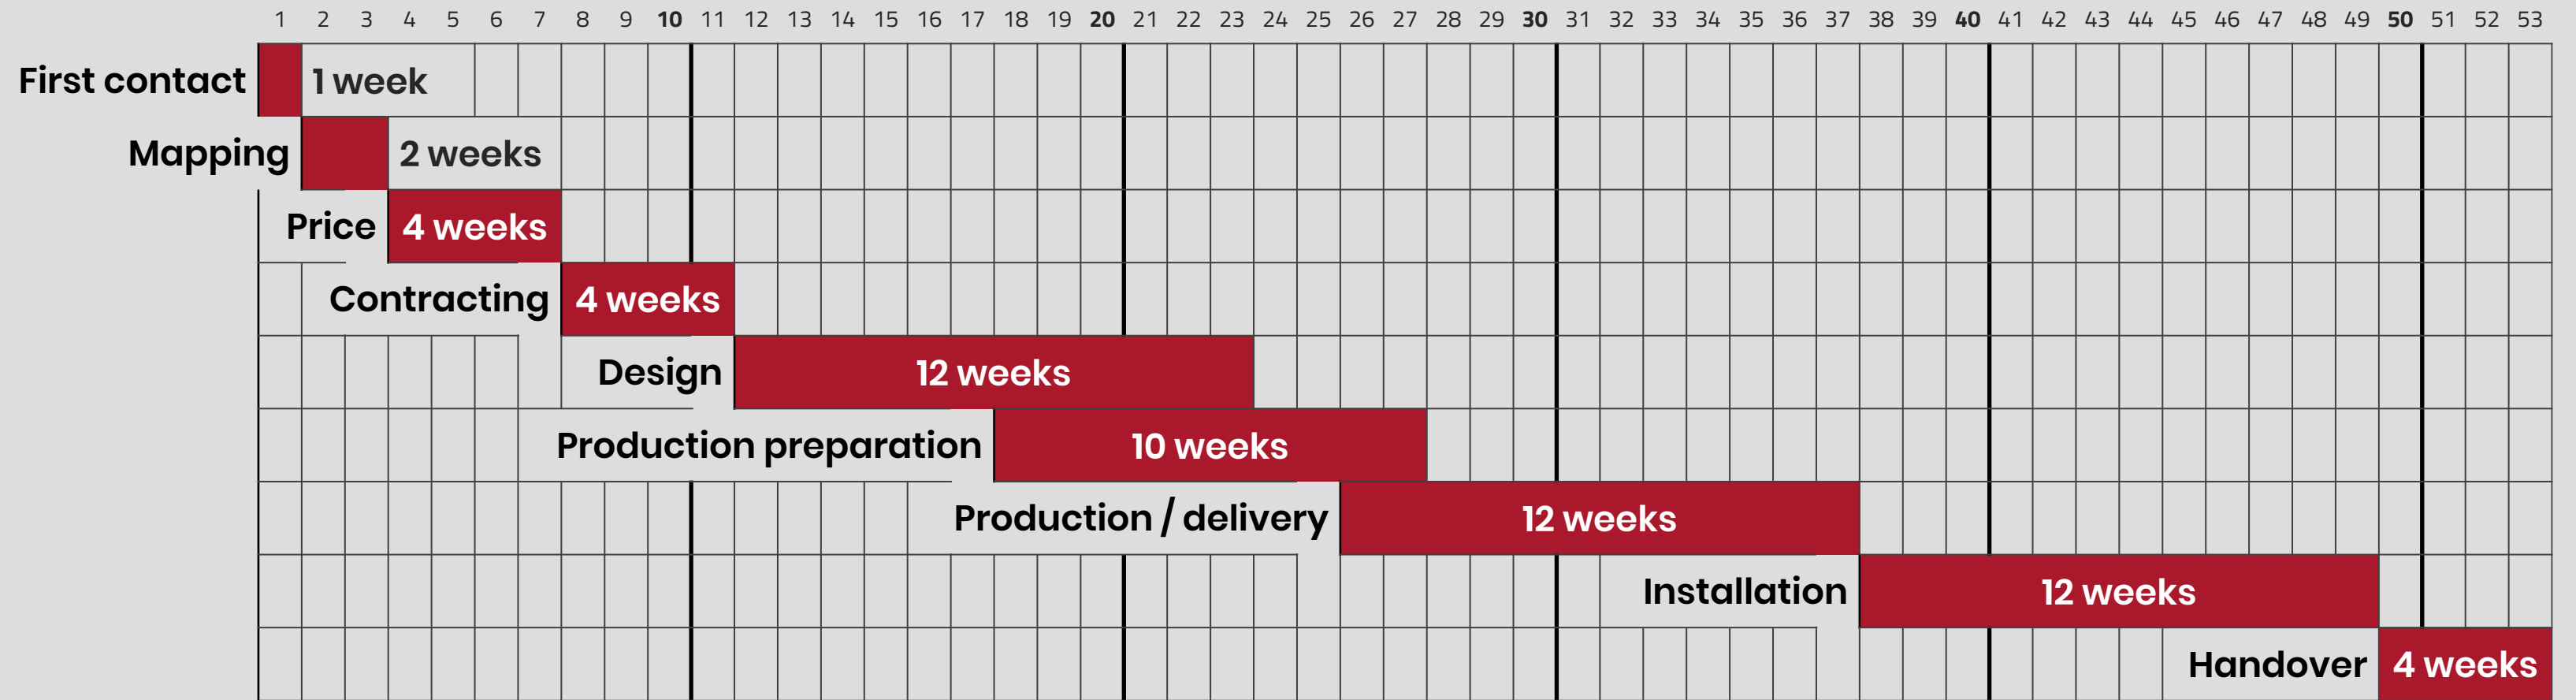 1 2 3 4 5 6 7 8 9 10 11 12 13 14 15 16 17 18 19 20 21 22 23 24 25 26 27 28 29 30 31 32 33 34 35 36 37 38 39 40 41 42 43 44 45 46 47 48 49 50 51 52 53
First contact 1 week
Mapping 2 weeks
Price 4 weeks
Contracting 4 weeks
Design 12 weeks
Production preparation 10 weeks
Production / delivery 12 weeks
Installation 12 weeks
Handover 4 weeks